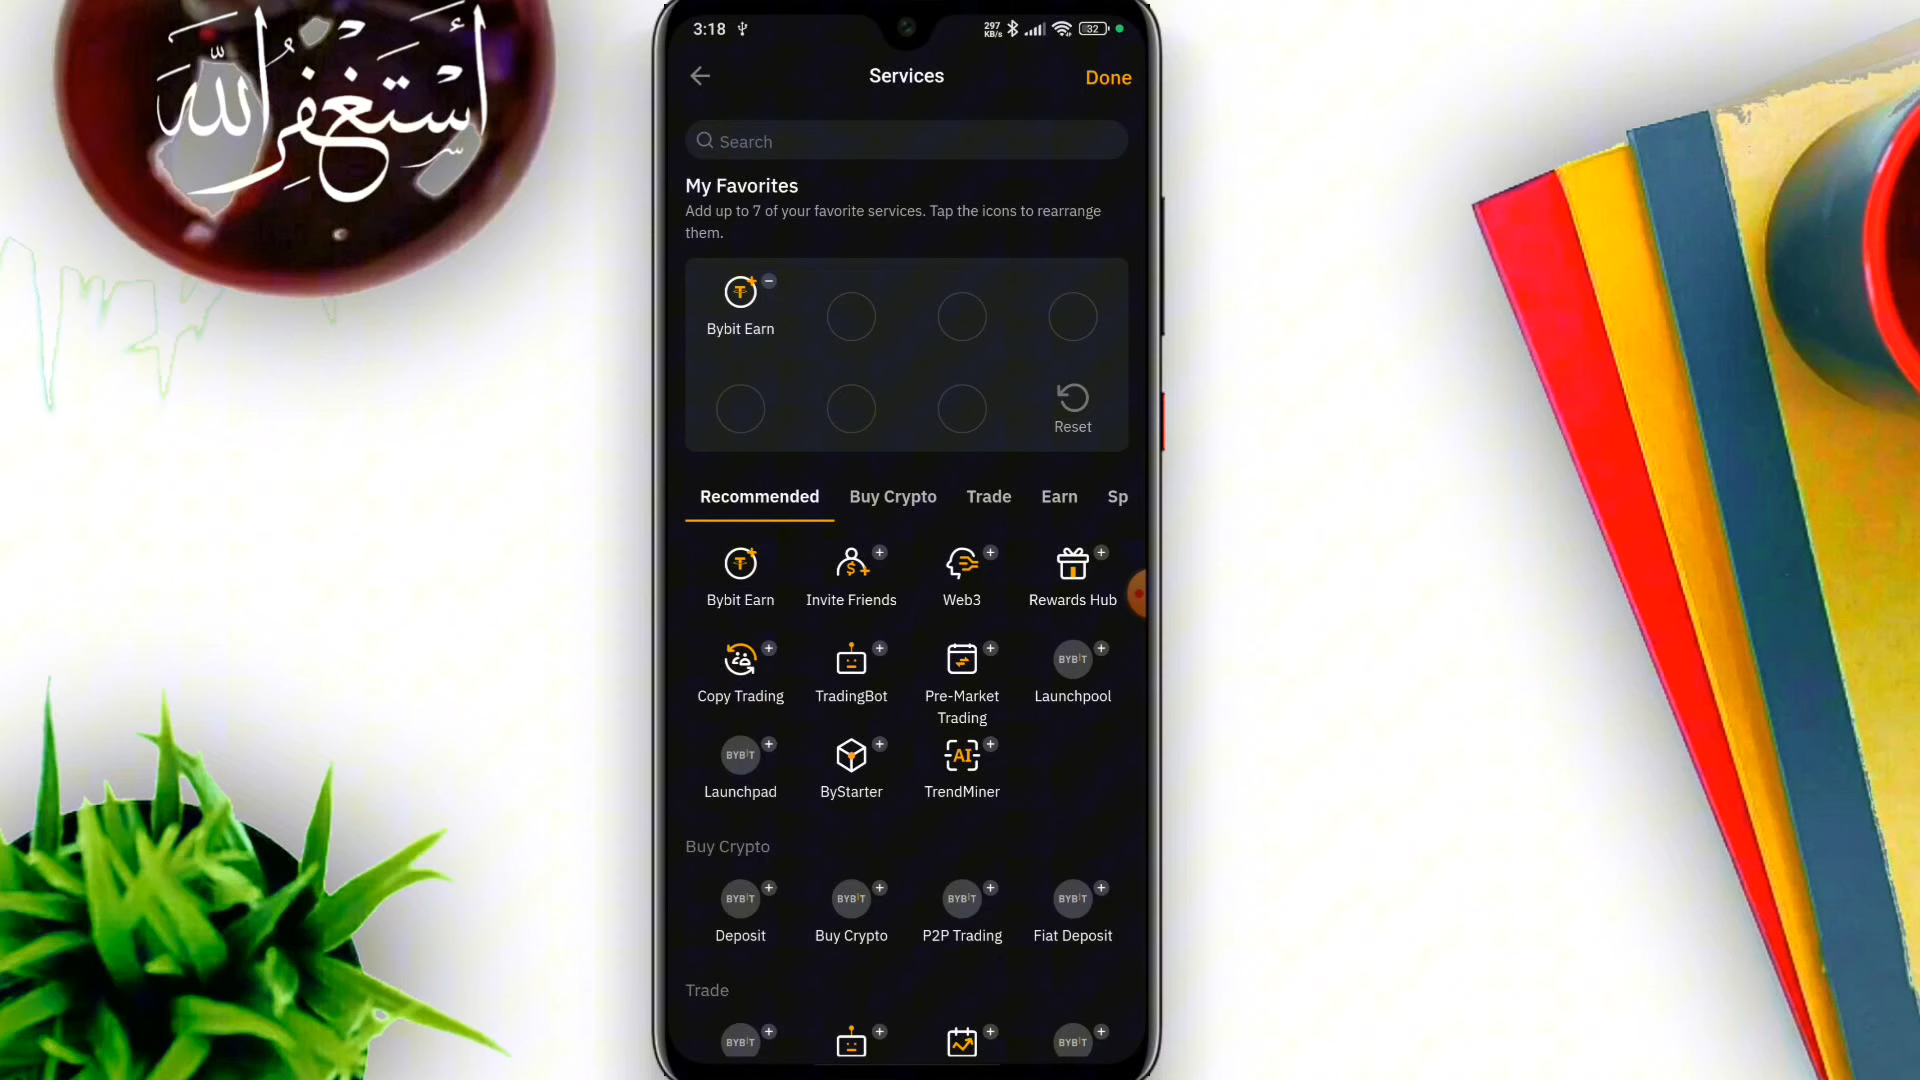 أستغفر الله
3:18
297
KB/s
32
Services
Done
Search
My Favorites
Add up to 7 of your favorite services. Tap the icons to rearrange
them.
Bybit Earn
Reset
Recommended Buy Crypto Trade Earn Sp
Bybit Earn Invite Friends Web3 Rewards Hub
BYBIT
Copy Trading TradingBot Pre-Market Trading Launchpool
BYBIT AI
Launchpad ByStarter TrendMiner
Buy Crypto
BYBIT BYBIT BYBIT BYBIT
Deposit Buy Crypto P2P Trading Fiat Deposit
Trade
BYBIT BYBIT